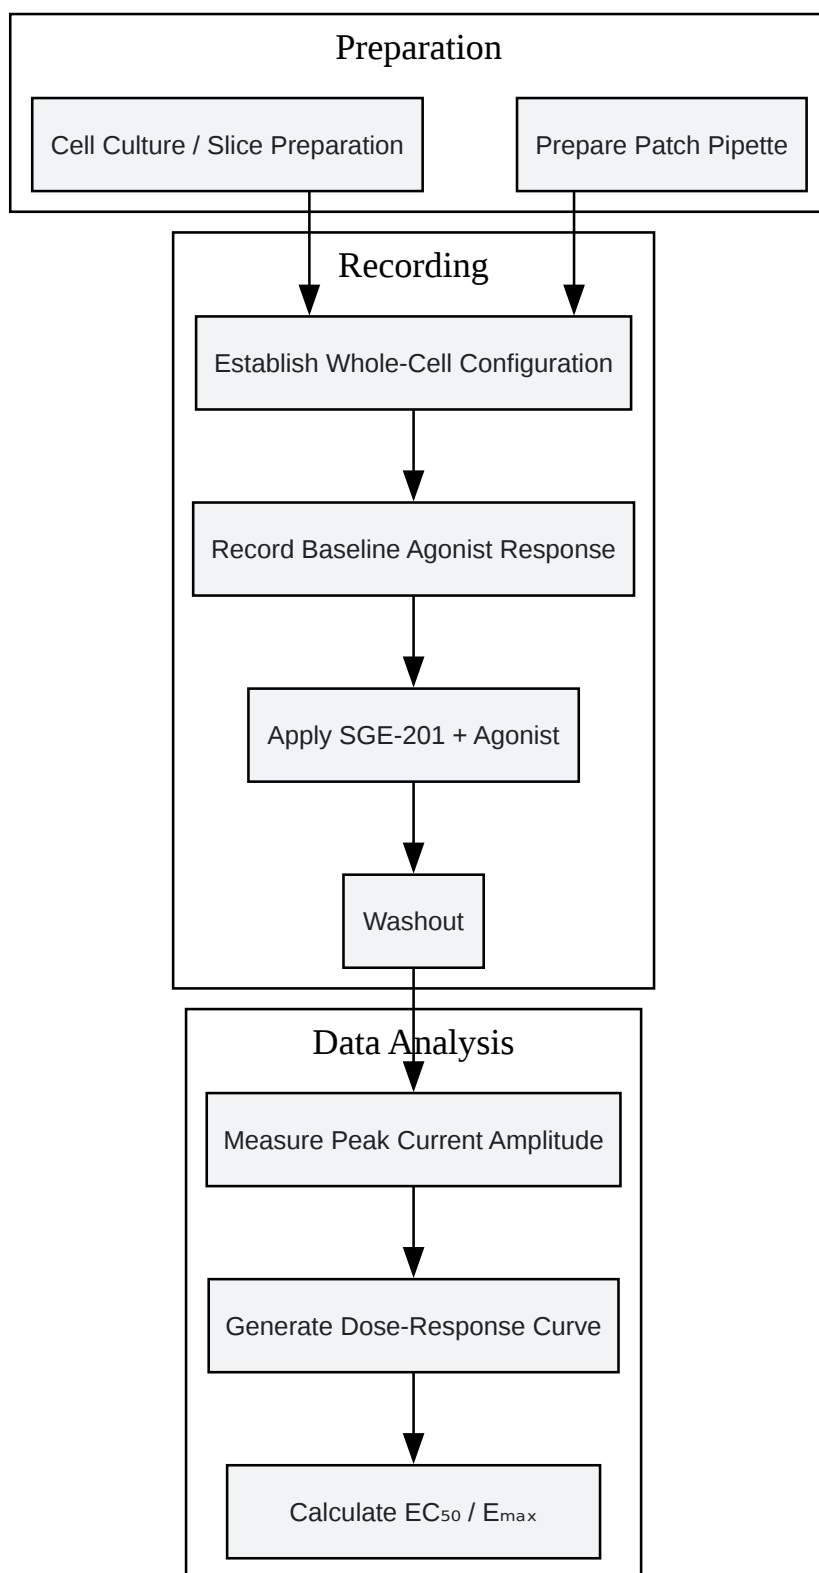 Preparation
Cell Culture / Slice Preparation
Prepare Patch Pipette
Recording
Establish Whole-Cell Configuration
Record Baseline Agonist Response
Apply SGE-201 + Agonist
Washout
Data Analysis
Measure Peak Current Amplitude
Generate Dose-Response Curve
Calculate EC₅₀ / Eₘₐₓ